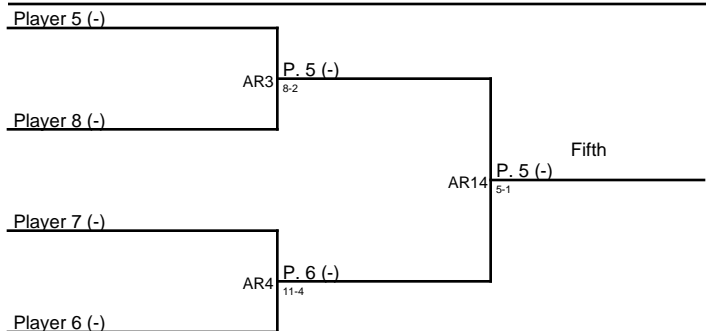 Player 5 (-)
AR3
P. 5 (-)
8-2
Player 8 (-)
Fifth
AR14
P. 5 (-)
5-1
Player 7 (-)
AR4
P. 6 (-)
11-4
Player 6 (-)